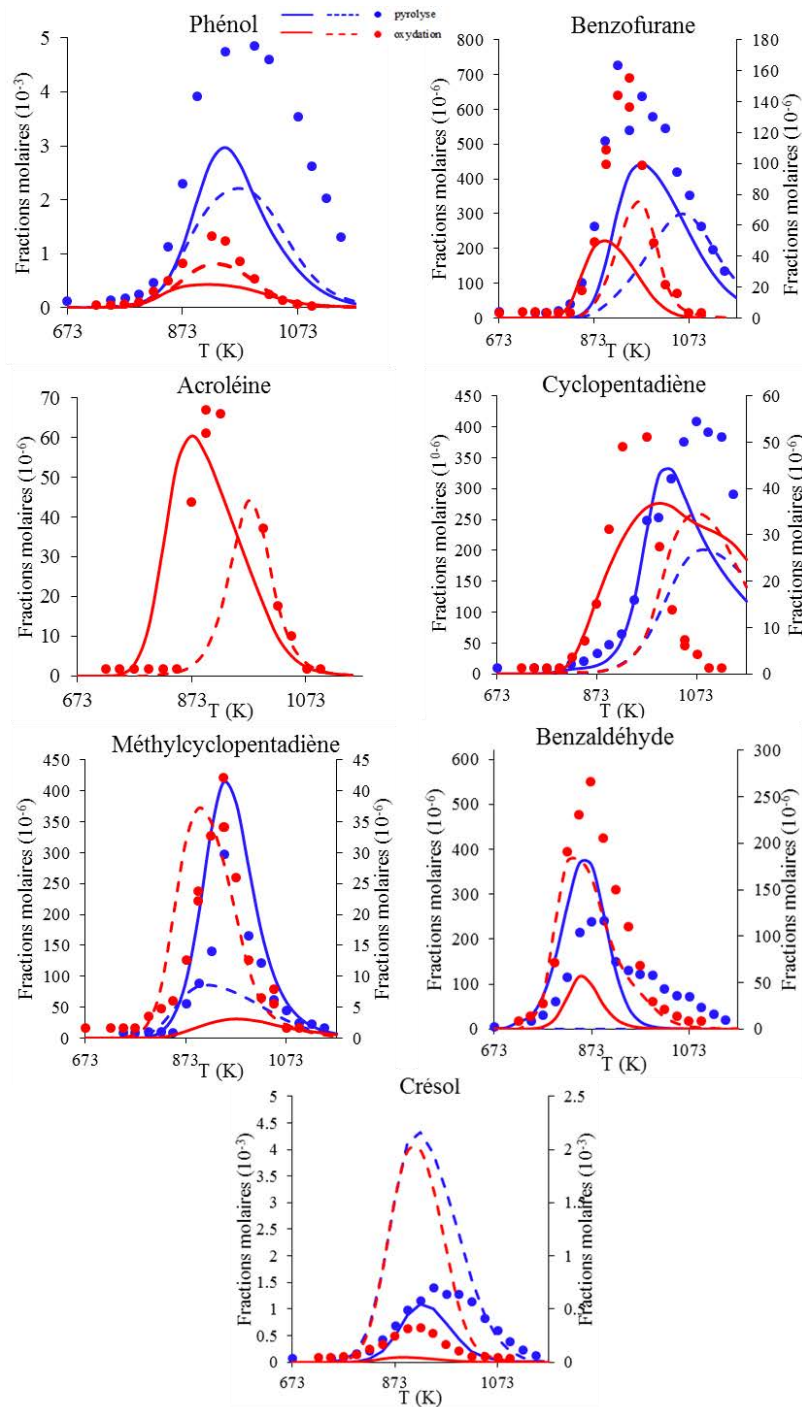 Phénol
pyrolyse
oxydation
Fractions molaires (10-3)
5
4
3
2
1
0
673 873 1073
T (K)
Benzofurane
Fractions molaires (10-6)
800
700
600
500
400
300
200
100
0
180
160
140
120
100
80
60
40
20
0
Fractions molaires (10-6)
673 873 1073
T (K)
Acroléine
Fractions molaires (10-6)
70
60
50
40
30
20
10
0
673 873 1073
T (K)
Cyclopentadiène
Fractions molaires (10-6)
450
400
350
300
250
200
150
100
50
0
60
50
40
30
20
10
0
Fractions molaires (10-6)
673 873 1073
T (K)
Méthylcyclopentadiène
Fractions molaires (10-6)
450
400
350
300
250
200
150
100
50
0
45
40
35
30
25
20
15
10
5
0
Fractions molaires (10-6)
673 873 1073
T (K)
Benzaldéhyde
Fractions molaires (10-6)
600
500
400
300
200
100
0
300
250
200
150
100
50
0
Fractions molaires (10-6)
673 873 1073
T (K)
Crésol
Fractions molaires (10-3)
5
4.5
4
3.5
3
2.5
2
1.5
1
0.5
0
2.5
2
1.5
1
0.5
0
Fractions molaires (10-3)
673 873 1073
T (K)